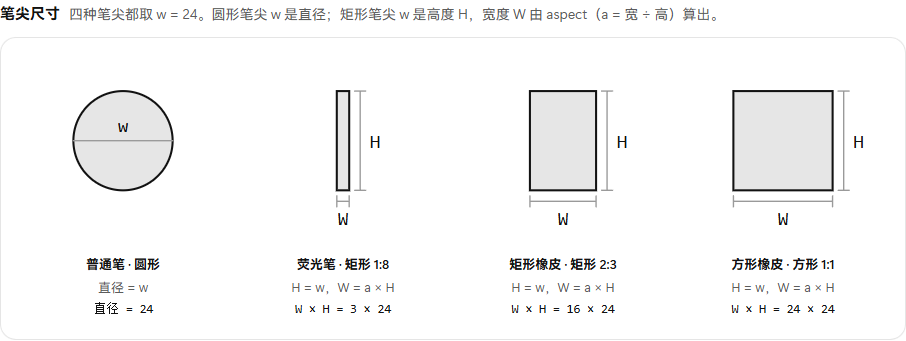 笔尖尺寸 四种笔尖都取 w = 24。圆形笔尖 w 是直径；矩形笔尖 w 是高度 H，宽度 W 由 aspect（a = 宽 ÷ 高）算出。
w
H
H
H
W
W
W
普通笔 · 圆形
荧光笔 · 矩形 1:8
矩形橡皮 · 矩形 2:3
方形橡皮 · 方形 1:1
直径 = w
H = w，W = a × H
H = w，W = a × H
H = w，W = a × H
直径 = 24
W × H = 3 × 24
W × H = 16 × 24
W × H = 24 × 24